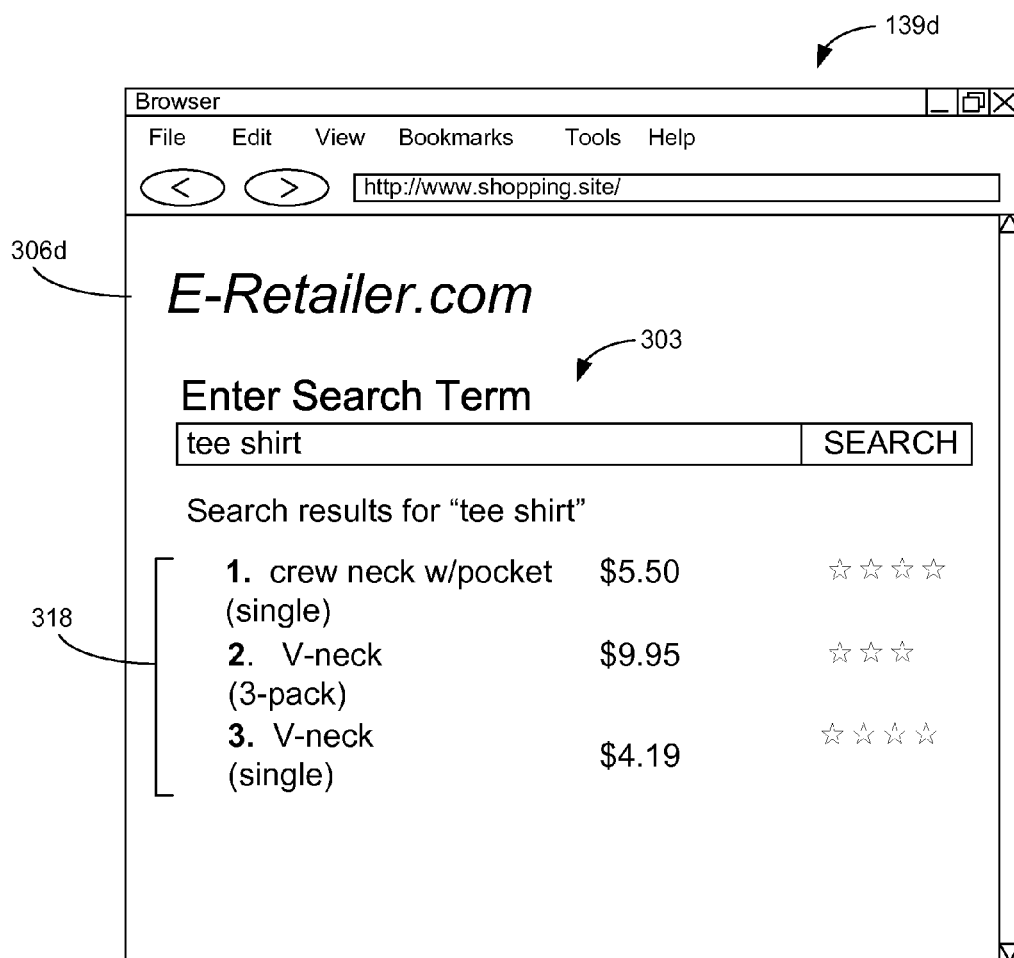 139d
Browser
File Edit View Bookmarks Tools Help
< > http://www.shopping.site/
306d
E-Retailer.com
303
Enter Search Term
tee shirt SEARCH
Search results for “tee shirt”
1. crew neck w/pocket $5.50 ☆☆☆☆
(single)
318
2. V-neck $9.95 ☆☆☆
(3-pack)
3. V-neck ☆☆☆☆
$4.19
(single)